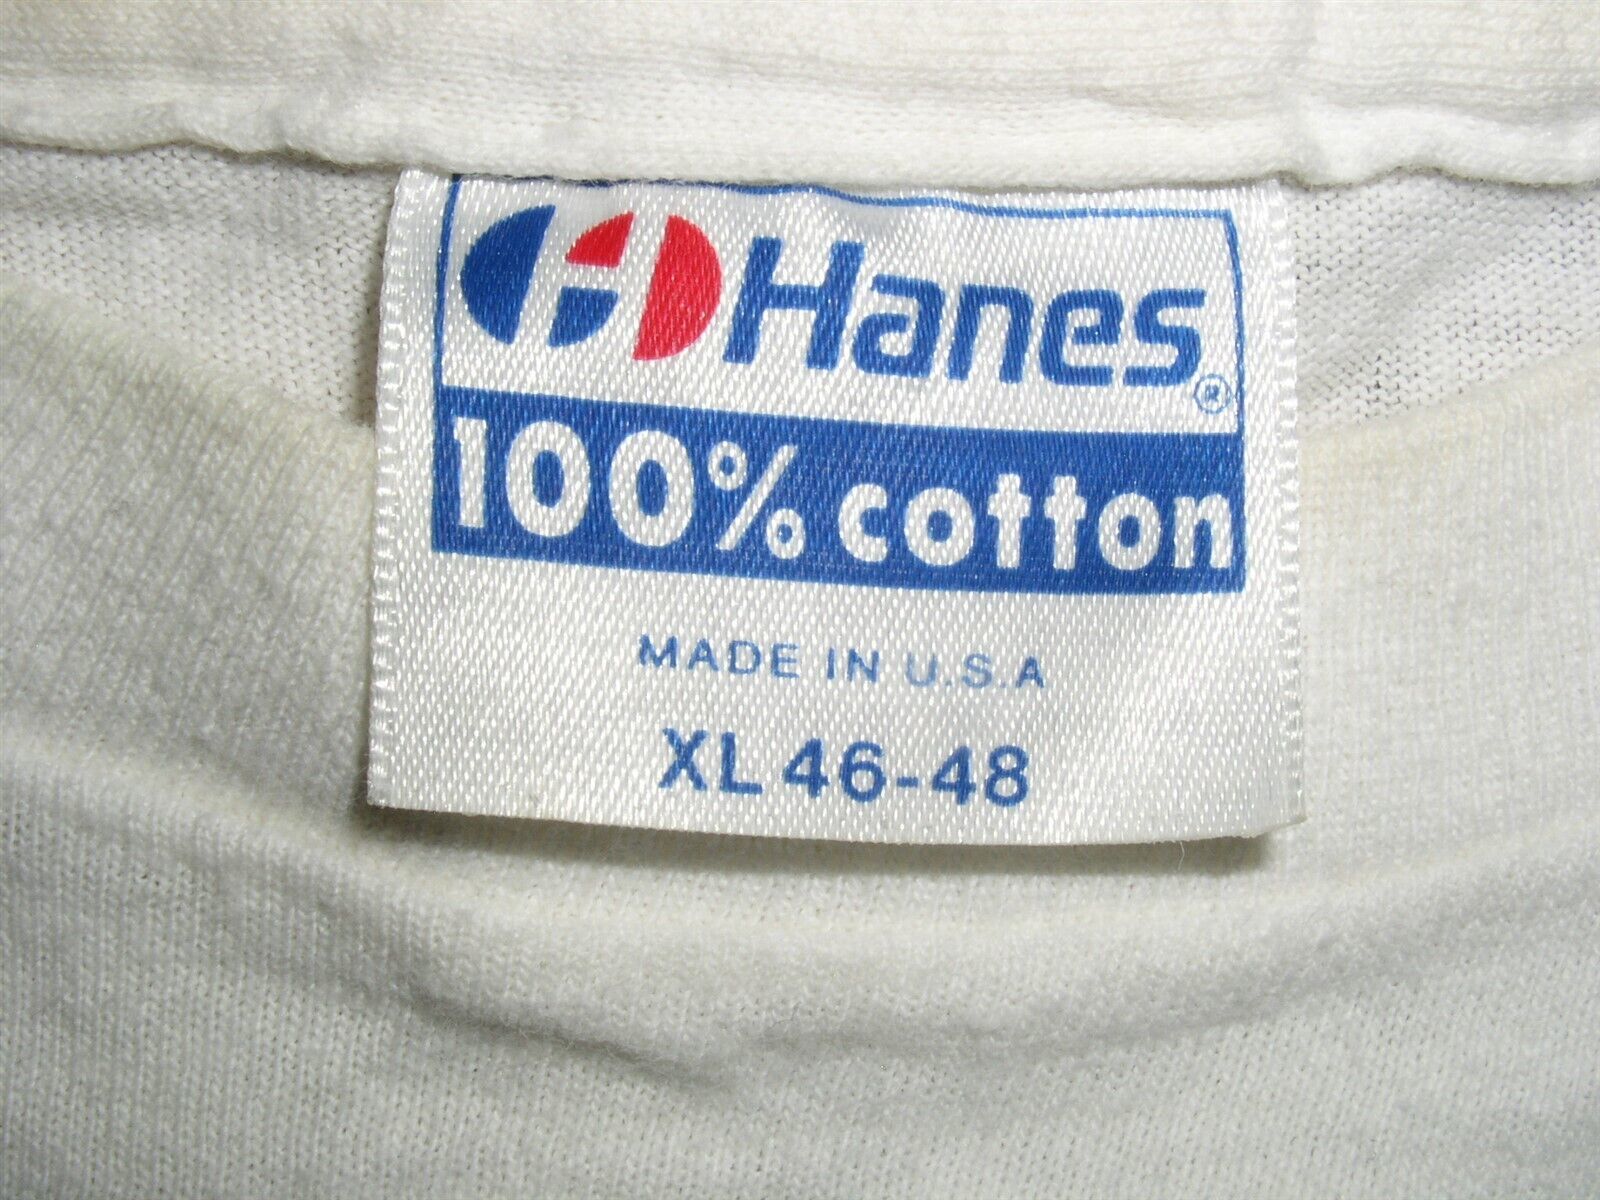 Hanes®
100% cotton
MADE IN U.S.A
XL 46-48